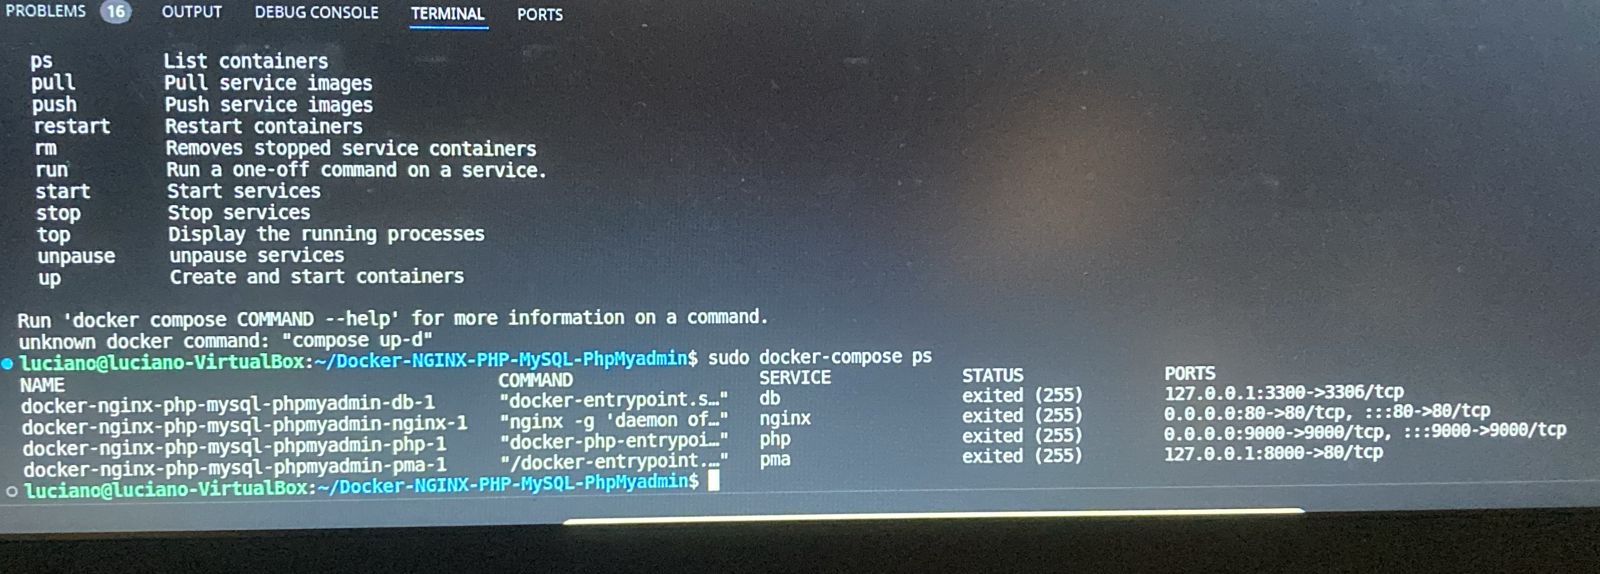 PROBLEMS 16 OUTPUT DEBUG CONSOLE TERMINAL PORTS
ps List containers
pull Pull service images
push Push service images
restart Restart containers
rm Removes stopped service containers
run Run a one-off command on a service.
start Start services
stop Stop services
top Display the running processes
unpause unpause services
up Create and start containers
Run 'docker compose COMMAND --help' for more information on a command.
unknown docker command: "compose up-d"
luciano@luciano-VirtualBox:~/Docker-NGINX-PHP-MySQL-PhpMyadmin$ sudo docker-compose ps
NAME COMMAND SERVICE STATUS PORTS
docker-nginx-php-mysql-phpmyadmin-db-1 "docker-entrypoint.s…" db exited (255) 127.0.0.1:3300->3306/tcp
docker-nginx-php-mysql-phpmyadmin-nginx-1 "nginx -g 'daemon of…" nginx exited (255) 0.0.0.0:80->80/tcp, :::80->80/tcp
docker-nginx-php-mysql-phpmyadmin-php-1 "docker-php-entrypoi…" php exited (255) 0.0.0.0:9000->9000/tcp, :::9000->9000/tcp
docker-nginx-php-mysql-phpmyadmin-pma-1 "/docker-entrypoint.…" pma exited (255) 127.0.0.1:8000->80/tcp
luciano@luciano-VirtualBox:~/Docker-NGINX-PHP-MySQL-PhpMyadmin$